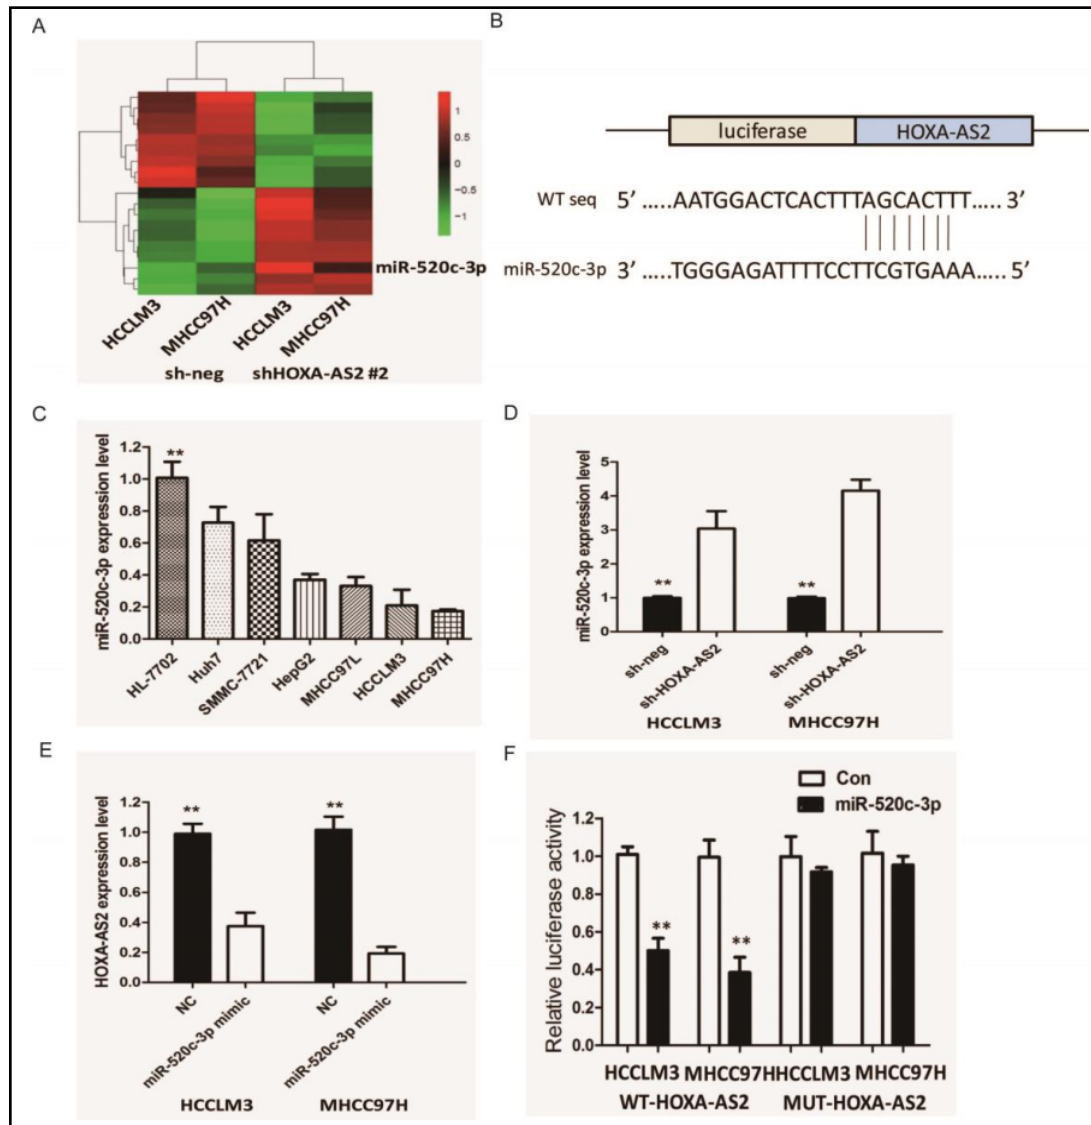 A
1
0.5
0
−0.5
−1
miR-520c-3p
HCCLM3
MHCC97H
HCCLM3
MHCC97H
sh-neg
shHOXA-AS2 #2
B
luciferase
HOXA-AS2
WT seq 5’ .....AATGGACTCACTTTAGCACTTT..... 3’
miR-520c-3p 3’ .....TGGGAGATTTTCCTTCGTGAAA..... 5’
C
miR-520c-3p expression level
1.2
1.0
0.8
0.6
0.4
0.2
0.0
**
HL-7702
Huh7
SMMC-7721
HepG2
MHCC97L
HCCLM3
MHCC97H
D
miR-520c-3p expression level
5
4
3
2
1
0
**
**
sh-neg
sh-HOXA-AS2
sh-neg
sh-HOXA-AS2
HCCLM3
MHCC97H
E
HOXA-AS2 expression level
1.2
1.0
0.8
0.6
0.4
0.2
0.0
**
**
NC
miR-520c-3p mimic
NC
miR-520c-3p mimic
HCCLM3
MHCC97H
F
Con
miR-520c-3p
Relative luciferase activity
1.2
1.0
0.8
0.6
0.4
0.2
0.0
**
**
HCCLM3
MHCC97H
HCCLM3
MHCC97H
WT-HOXA-AS2
MUT-HOXA-AS2